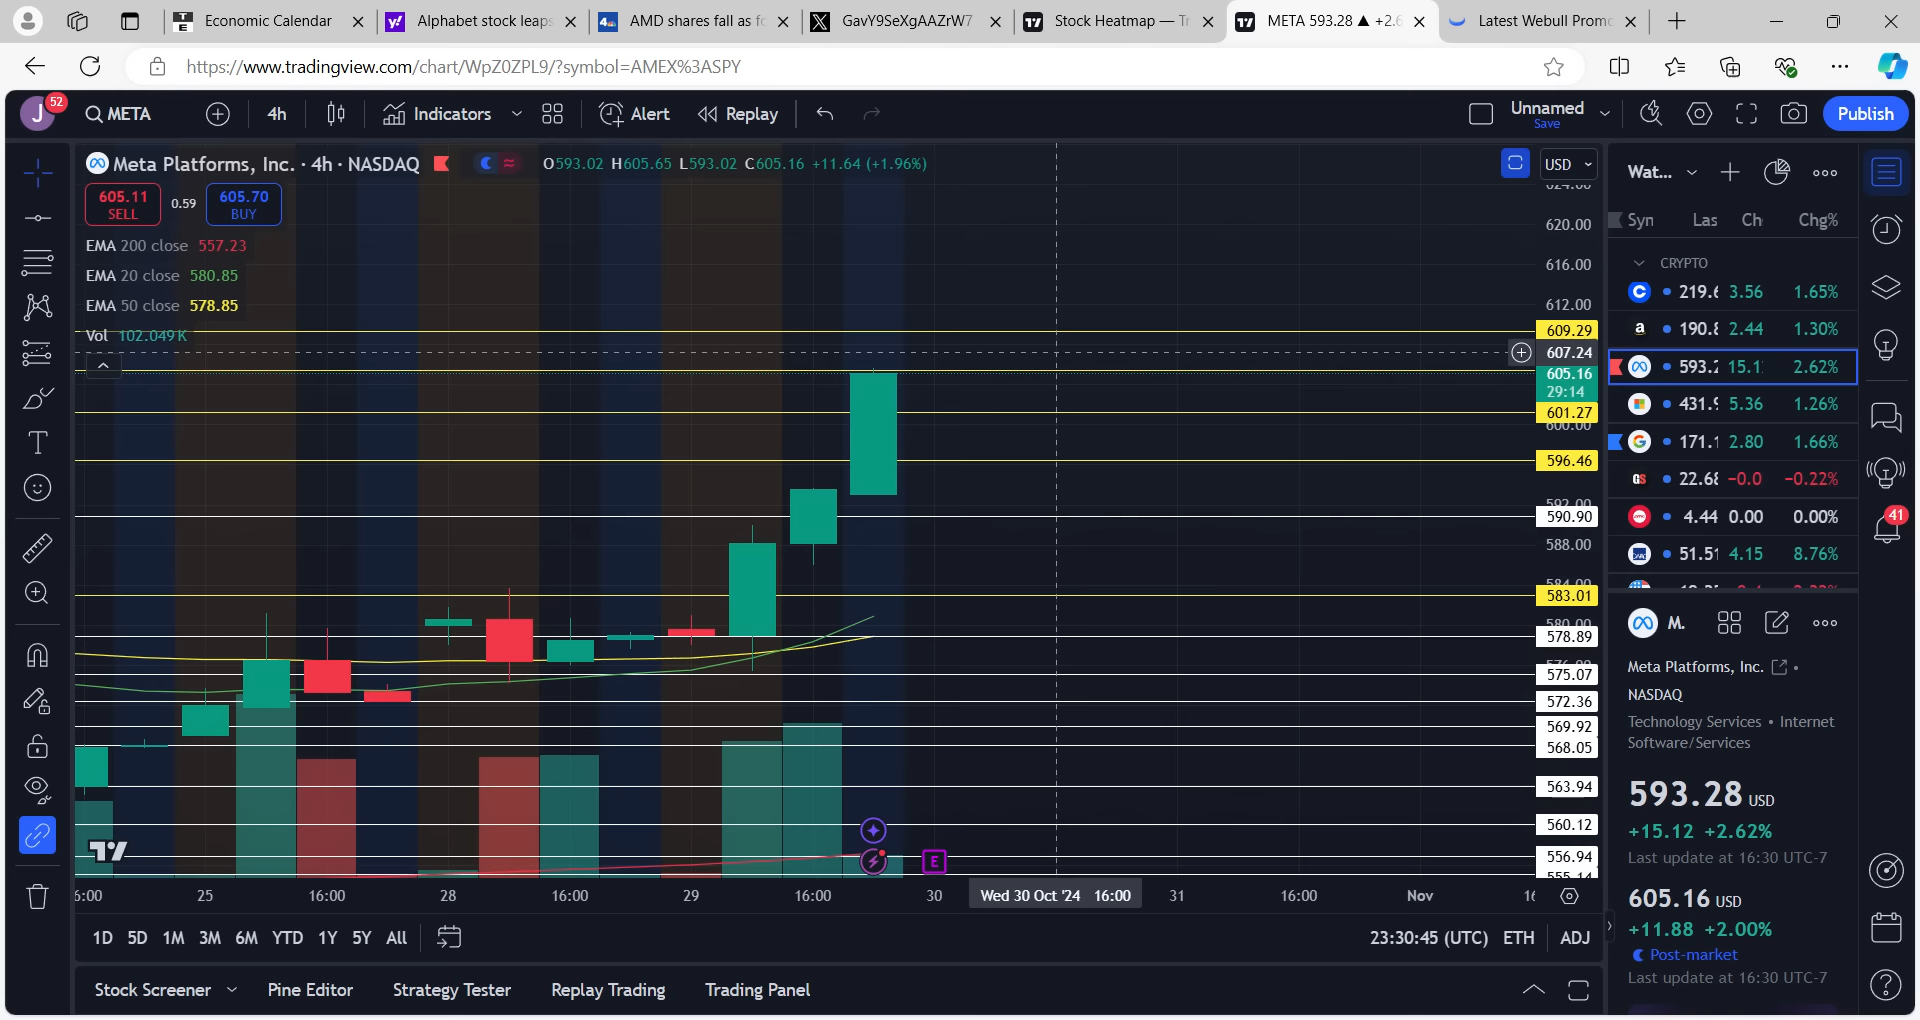 Economic Calendar
Alphabet stock leaps
AMD shares fall as fo
GavY9SeXgAAZrW7
Stock Heatmap — Tr
META 593.28 ▲ +2.6
Latest Webull Promo
https://www.tradingview.com/chart/WpZ0ZPL9/?symbol=AMEX%3ASPY
J
52
META
4h
Indicators
Alert
Replay
Unnamed
Save
Publish
Meta Platforms, Inc. · 4h · NASDAQ
O593.02 H605.65 L593.02 C605.16 +11.64 (+1.96%)
USD
605.11
SELL
0.59
605.70
BUY
EMA 200 close 557.23
EMA 20 close 580.85
EMA 50 close 578.85
Vol 102.049K
624.00
620.00
616.00
612.00
609.29
607.24
605.16
29:14
601.27
600.00
596.46
592.00
590.90
588.00
584.00
583.01
580.00
578.89
576.00
575.07
572.36
569.92
568.05
563.94
560.12
556.94
555.14
E
6:00
25
16:00
28
16:00
29
16:00
30
Wed 30 Oct '24 16:00
31
16:00
Nov
16
1D 5D 1M 3M 6M YTD 1Y 5Y All
23:30:45 (UTC) ETH ADJ
Stock Screener
Pine Editor
Strategy Tester
Replay Trading
Trading Panel
Wat...
Syn Las Ch Chg%
CRYPTO
219.6 3.56 1.65%
190.8 2.44 1.30%
593.2 15.1 2.62%
431.9 5.36 1.26%
171.1 2.80 1.66%
22.68 -0.0 -0.22%
4.44 0.00 0.00%
51.51 4.15 8.76%
M.
Meta Platforms, Inc.
NASDAQ
Technology Services • Internet
Software/Services
593.28 USD
+15.12 +2.62%
Last update at 16:30 UTC-7
605.16 USD
+11.88 +2.00%
Post-market
Last update at 16:30 UTC-7
41